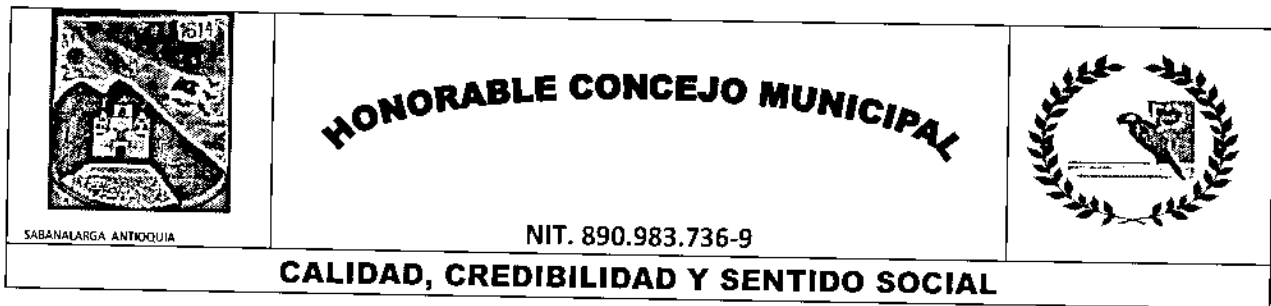 1614
HONORABLE CONCEJO MUNICIPAL
SABANALARGA ANTIOQUIA
NIT. 890.983.736-9
CALIDAD, CREDIBILIDAD Y SENTIDO SOCIAL